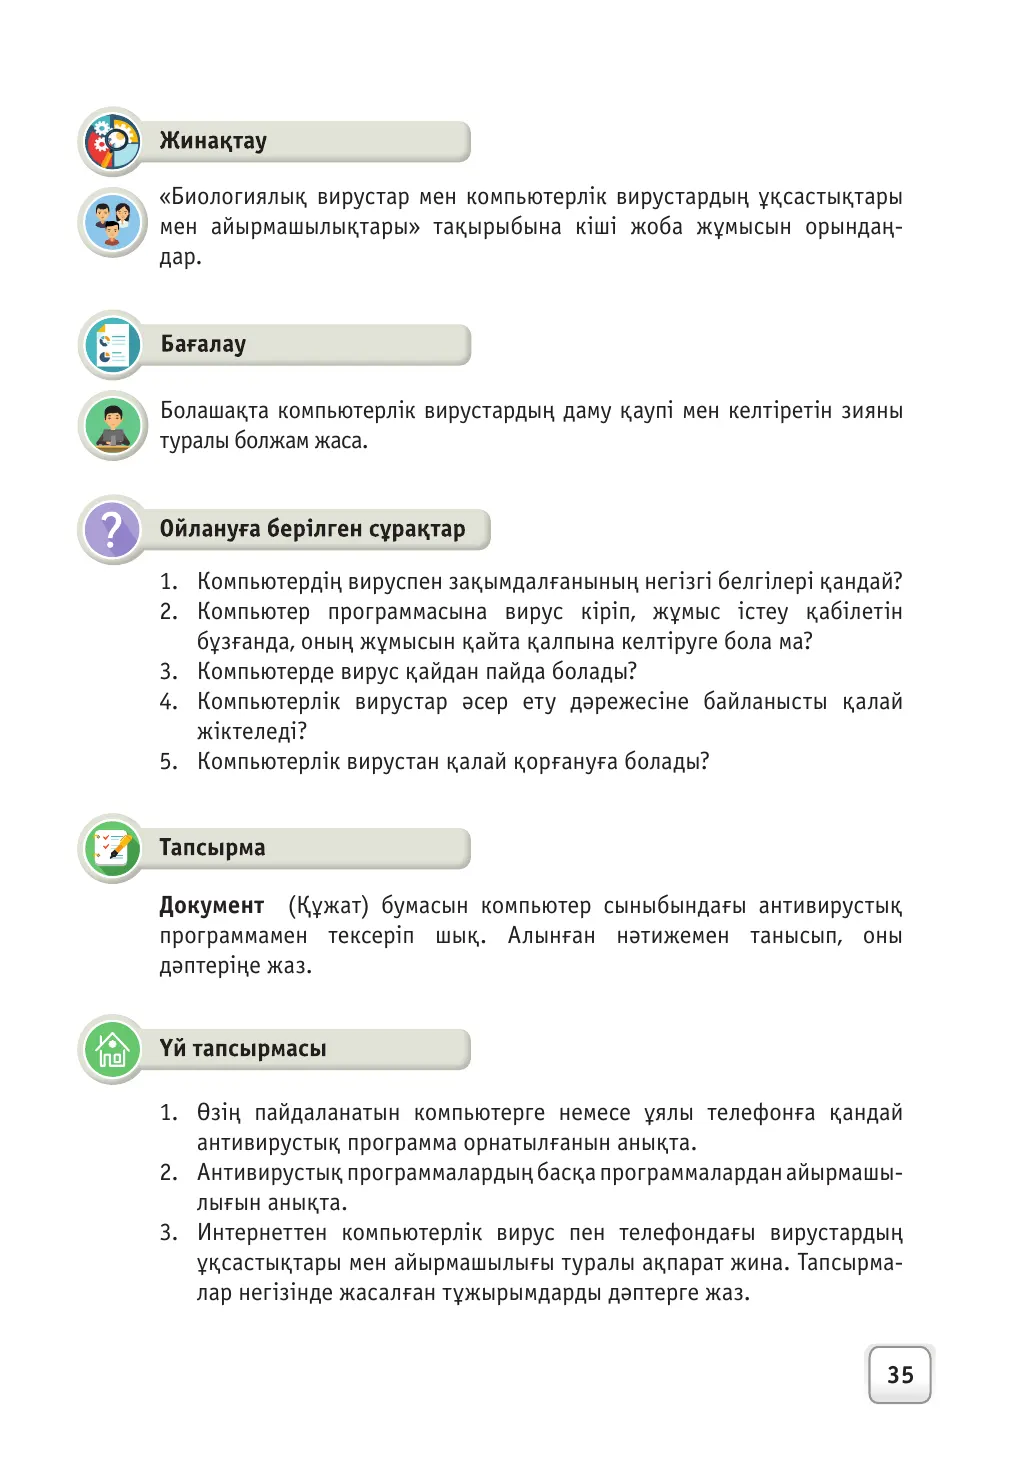 Жинақтау
«Биологиялық вирустар мен компьютерлік вирустардың ұқсастықтары
мен айырмашылықтары» тақырыбына кіші жоба жұмысын орындаң-
дар.
Бағалау
Болашақта компьютерлік вирустардың даму қаупі мен келтіретін зияны
туралы болжам жаса.
Ойлануға берілген сұрақтар
1. Компьютердің вируспен зақымдалғанының негізгі белгілері қандай?
2. Компьютер программасына вирус кіріп, жұмыс істеу қабілетін
бұзғанда, оның жұмысын қайта қалпына келтіруге бола ма?
3. Компьютерде вирус қайдан пайда болады?
4. Компьютерлік вирустар әсер ету дәрежесіне байланысты қалай
жіктеледі?
5. Компьютерлік вирустан қалай қорғануға болады?
Тапсырма
Документ (Құжат) бумасын компьютер сыныбындағы антивирустық
программамен тексеріп шық. Алынған нәтижемен танысып, оны
дәптеріңе жаз.
Үй тапсырмасы
1. Өзің пайдаланатын компьютерге немесе ұялы телефонға қандай
антивирустық программа орнатылғанын анықта.
2. Антивирустық программалардың басқа программалардан айырмашы-
лығын анықта.
3. Интернеттен компьютерлік вирус пен телефондағы вирустардың
ұқсастықтары мен айырмашылығы туралы ақпарат жина. Тапсырма-
лар негізінде жасалған тұжырымдарды дәптерге жаз.
35